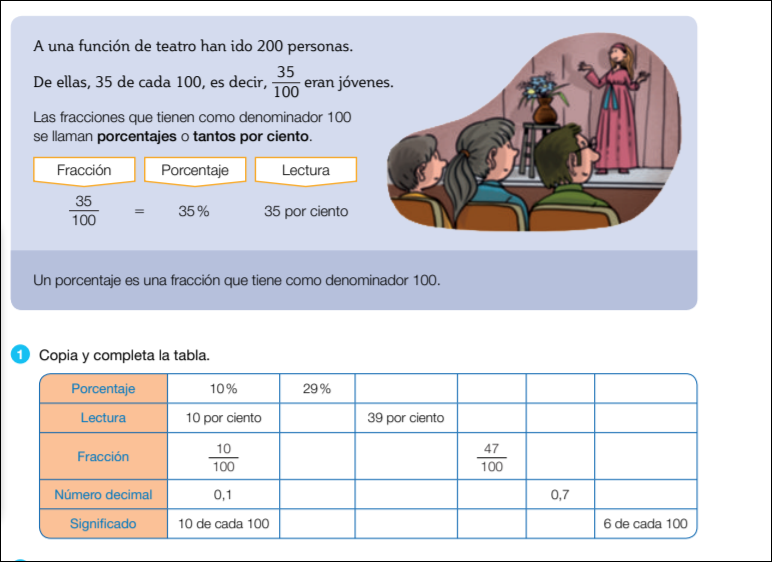 A una función de teatro han ido 200 personas.
De ellas, 35 de cada 100, es decir, 35/100 eran jóvenes.
Las fracciones que tienen como denominador 100
se llaman porcentajes o tantos por ciento.
Fracción Porcentaje Lectura
35/100 = 35 % 35 por ciento
Un porcentaje es una fracción que tiene como denominador 100.
1 Copia y completa la tabla.
Porcentaje 10 % 29 %
Lectura 10 por ciento 39 por ciento
Fracción 10/100 47/100
Número decimal 0,1 0,7
Significado 10 de cada 100 6 de cada 100